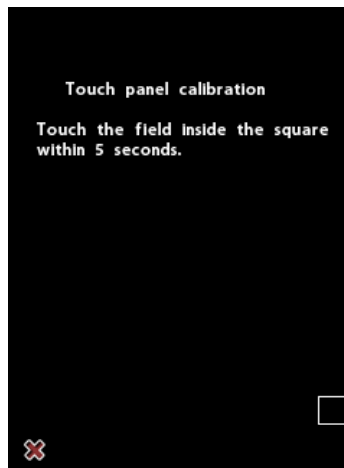 Touch panel calibration
Touch the field inside the square
within 5 seconds.